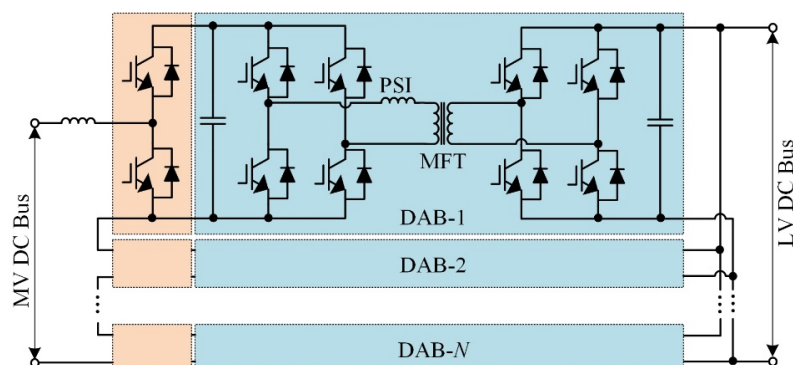 PSI
MFT
DAB-1
DAB-2
DAB-N
MV DC Bus
LV DC Bus